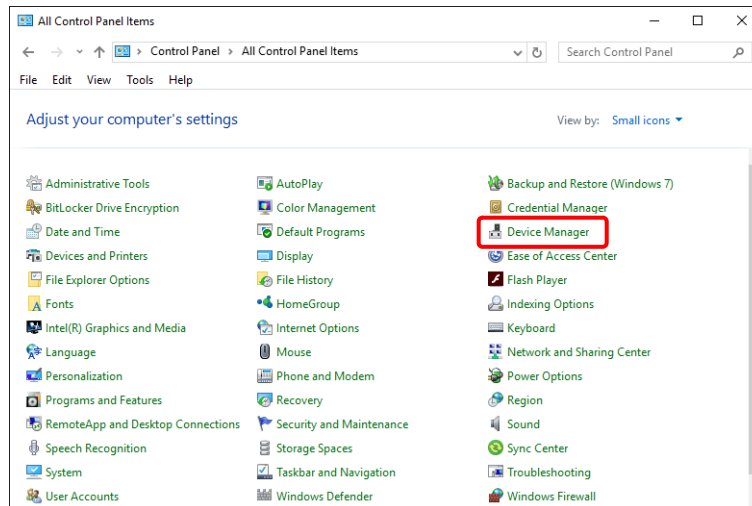 All Control Panel Items
Control Panel > All Control Panel Items
Search Control Panel
File Edit View Tools Help
Adjust your computer's settings
View by: Small icons
Administrative Tools AutoPlay Backup and Restore (Windows 7)
BitLocker Drive Encryption Color Management Credential Manager
Date and Time Default Programs Device Manager
Devices and Printers Display Ease of Access Center
File Explorer Options File History Flash Player
Fonts HomeGroup Indexing Options
Intel(R) Graphics and Media Internet Options Keyboard
Language Mouse Network and Sharing Center
Personalization Phone and Modem Power Options
Programs and Features Recovery Region
RemoteApp and Desktop Connections Security and Maintenance Sound
Speech Recognition Storage Spaces Sync Center
System Taskbar and Navigation Troubleshooting
User Accounts Windows Defender Windows Firewall